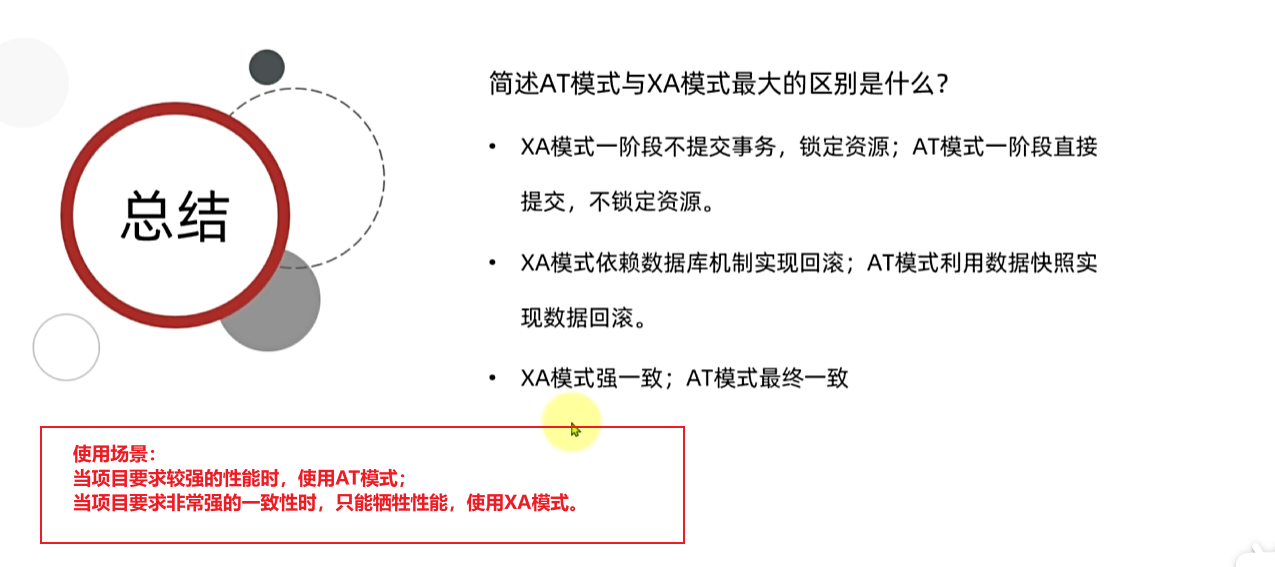 总结
简述AT模式与XA模式最大的区别是什么？
• XA模式一阶段不提交事务，锁定资源；AT模式一阶段直接
提交，不锁定资源。
• XA模式依赖数据库机制实现回滚；AT模式利用数据快照实
现数据回滚。
• XA模式强一致；AT模式最终一致
使用场景：
当项目要求较强的性能时，使用AT模式；
当项目要求非常强的一致性时，只能牺牲性能，使用XA模式。